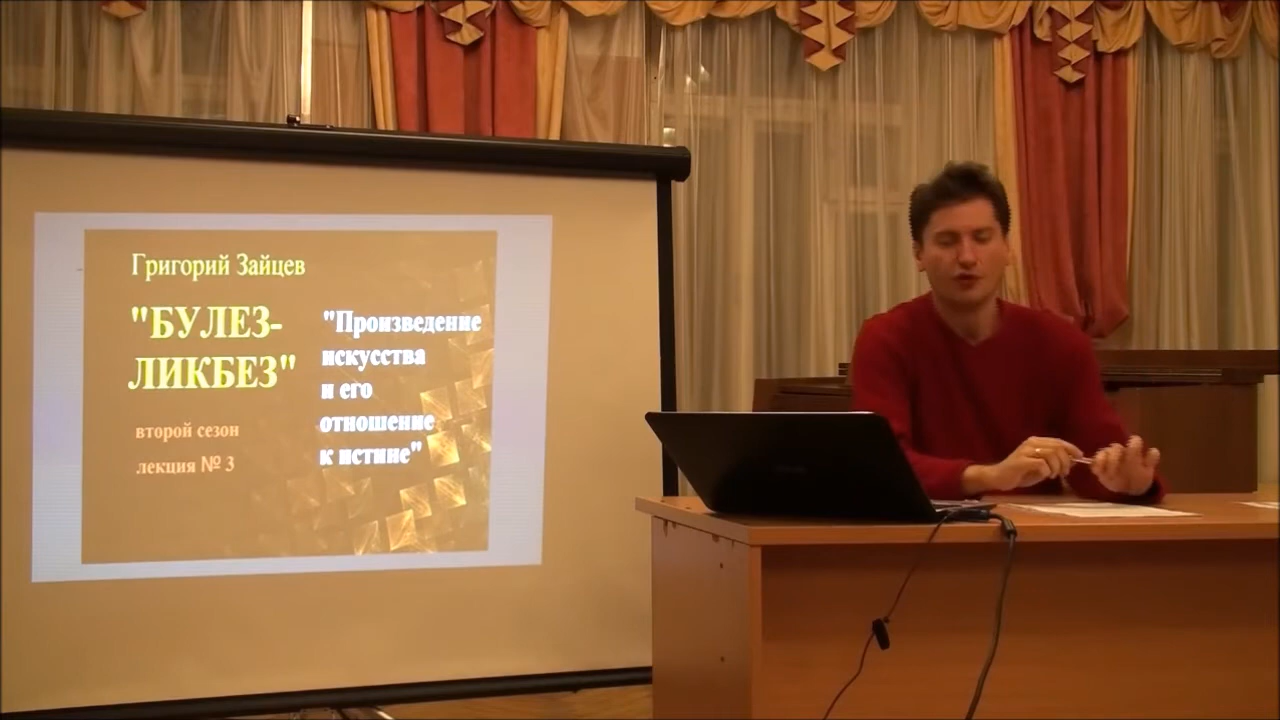 Григорий Зайцев
"БУЛЕЗ-
ЛИКБЕЗ"
второй сезон
лекция № 3
"Произведение
искусства
и его
отношение
к истине"